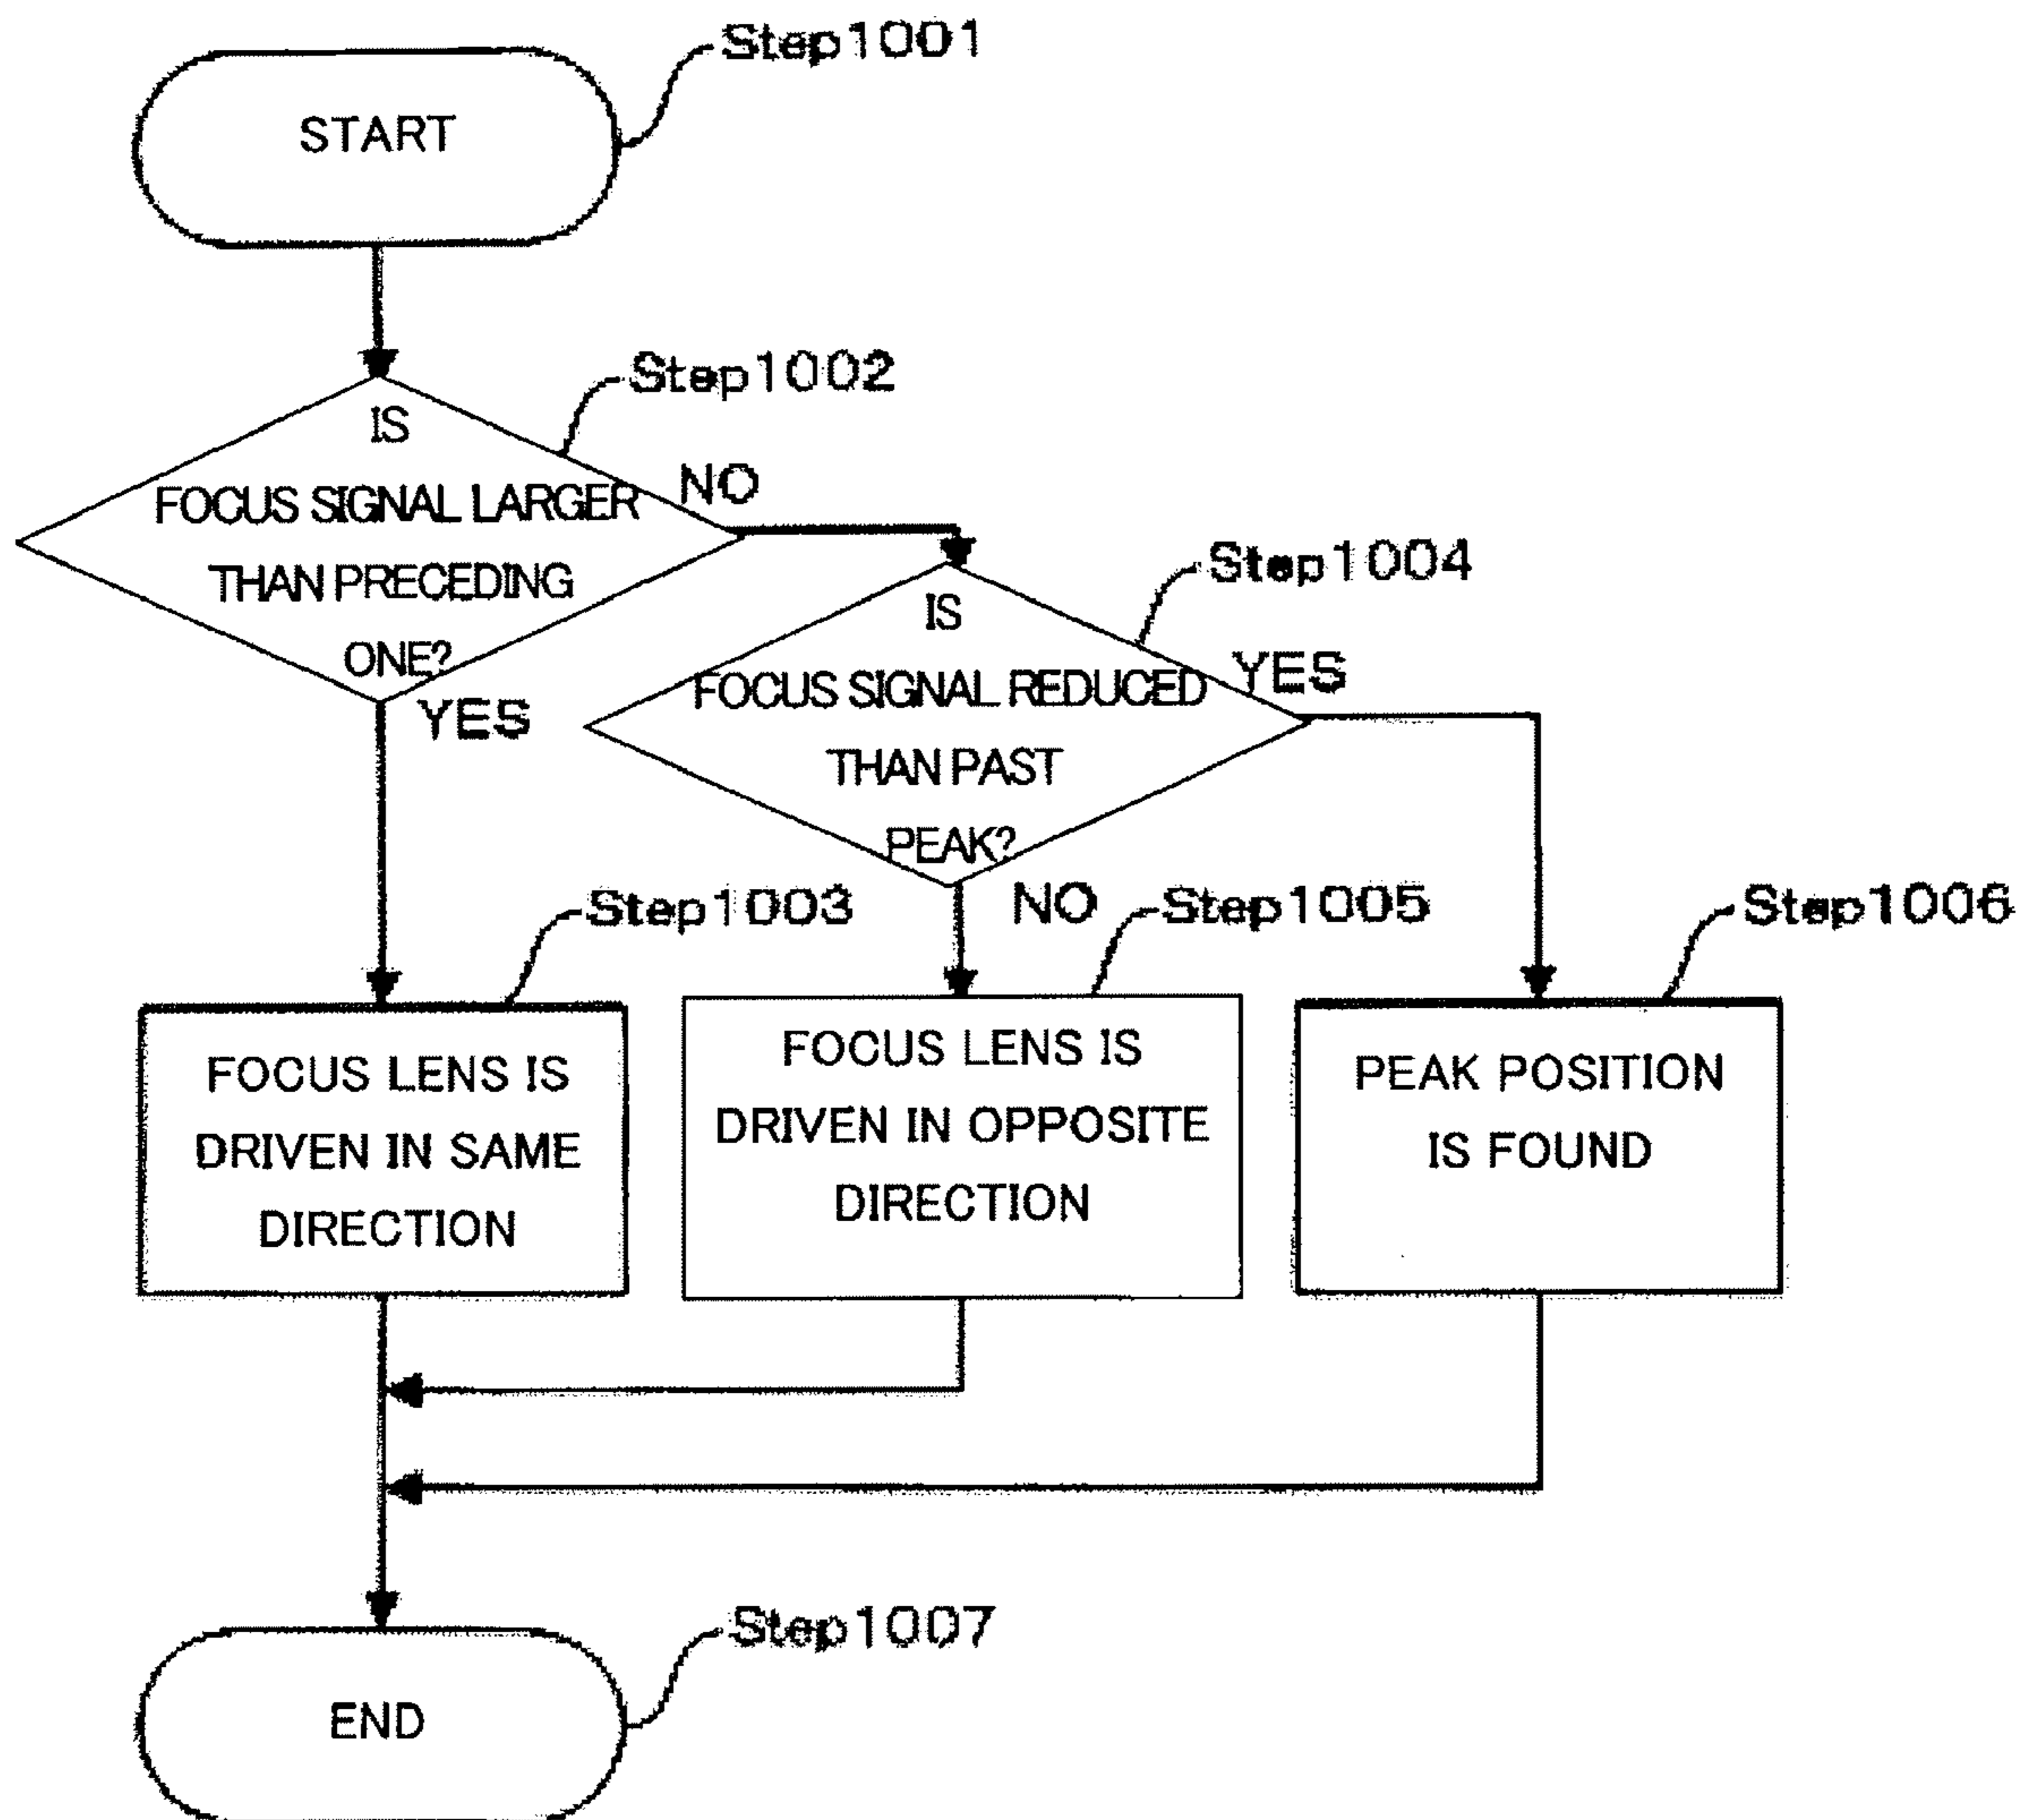 Step1001
START
Step1002
IS
FOCUS SIGNAL LARGER
THAN PRECEDING
ONE?
NO
YES
Step1004
IS
FOCUS SIGNAL REDUCED
THAN PAST
PEAK?
YES
NO
Step1003
FOCUS LENS IS
DRIVEN IN SAME
DIRECTION
Step1005
FOCUS LENS IS
DRIVEN IN OPPOSITE
DIRECTION
Step1006
PEAK POSITION
IS FOUND
Step1007
END